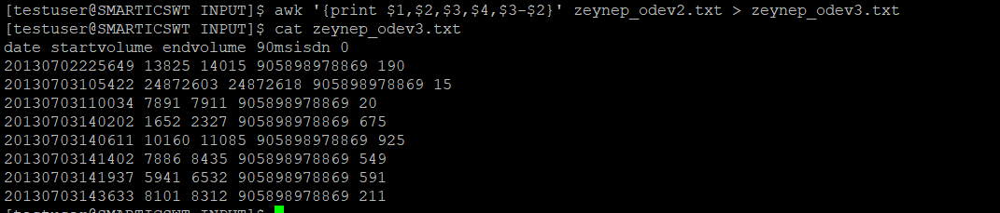 [testuser@SMARTICSWT INPUT]$ awk '{print $1,$2,$3,$4,$3-$2}' zeynep_odev2.txt > zeynep_odev3.txt
[testuser@SMARTICSWT INPUT]$ cat zeynep_odev3.txt
date startvolume endvolume 90msisdn 0
20130702225649 13825 14015 905898978869 190
20130703105422 24872603 24872618 905898978869 15
20130703110034 7891 7911 905898978869 20
20130703140202 1652 2327 905898978869 675
20130703140611 10160 11085 905898978869 925
20130703141402 7886 8435 905898978869 549
20130703141937 5941 6532 905898978869 591
20130703143633 8101 8312 905898978869 211
[testuser@SMARTICSWT INPUT]$